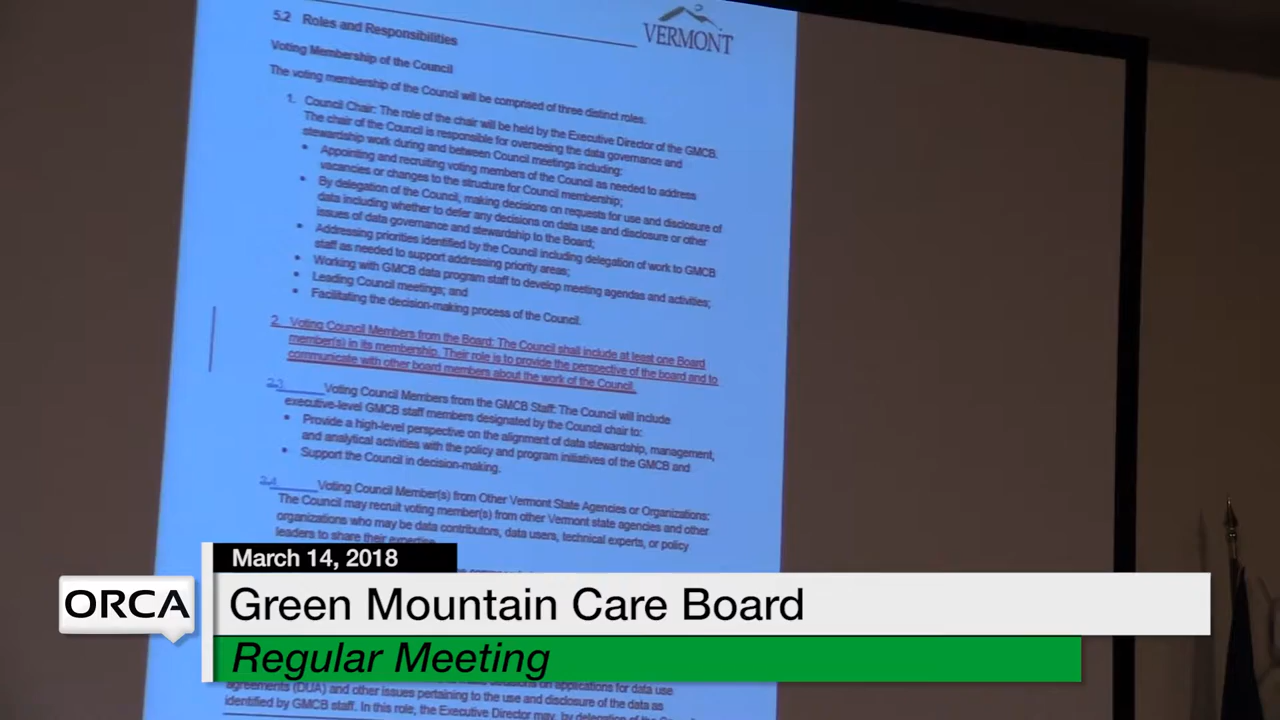 5.2 Roles and Responsibilities
VERMONT
Voting Membership of the Council
The voting membership of the Council will be comprised of three distinct roles:
1. Council Chair: The role of the chair will be held by the Executive Director of the GMCB.
The chair of the Council is responsible for overseeing the data governance and
stewardship work during and between Council meetings including:
• Appointing and recruiting voting members of the Council as needed to address
vacancies or changes to the structure for Council membership;
• By delegation of the Council, making decisions on requests for use and disclosure of
data including whether to defer any decisions on data use and disclosure or other
issues of data governance and stewardship to the Board;
• Addressing priorities identified by the Council including delegation of work to GMCB
staff as needed to support addressing priority areas;
• Working with GMCB data program staff to develop meeting agendas and activities;
• Leading Council meetings; and
• Facilitating the decision-making process of the Council.
2. Voting Council Members from the Board: The Council shall include at least one Board
member(s) in its membership. Their role is to provide the perspective of the board and to
communicate with other board members about the work of the Council.
2.3. Voting Council Members from the GMCB Staff: The Council will include
executive-level GMCB staff members designated by the Council chair to:
• Provide a high-level perspective on the alignment of data stewardship, management,
and analytical activities with the policy and program initiatives of the GMCB and
• Support the Council in decision-making.
3.4. Voting Council Member(s) from Other Vermont State Agencies or Organizations:
The Council may recruit voting member(s) from other Vermont state agencies and other
organizations who may be data contributors, data users, technical experts, or policy
leaders to share their expertise
March 14, 2018
ORCA
Green Mountain Care Board
Regular Meeting
on applications for data use
agreements (DUA) and other issues pertaining to the use and disclosure of the data as
identified by GMCB staff. In this role, the Executive Director may, by delegation of the